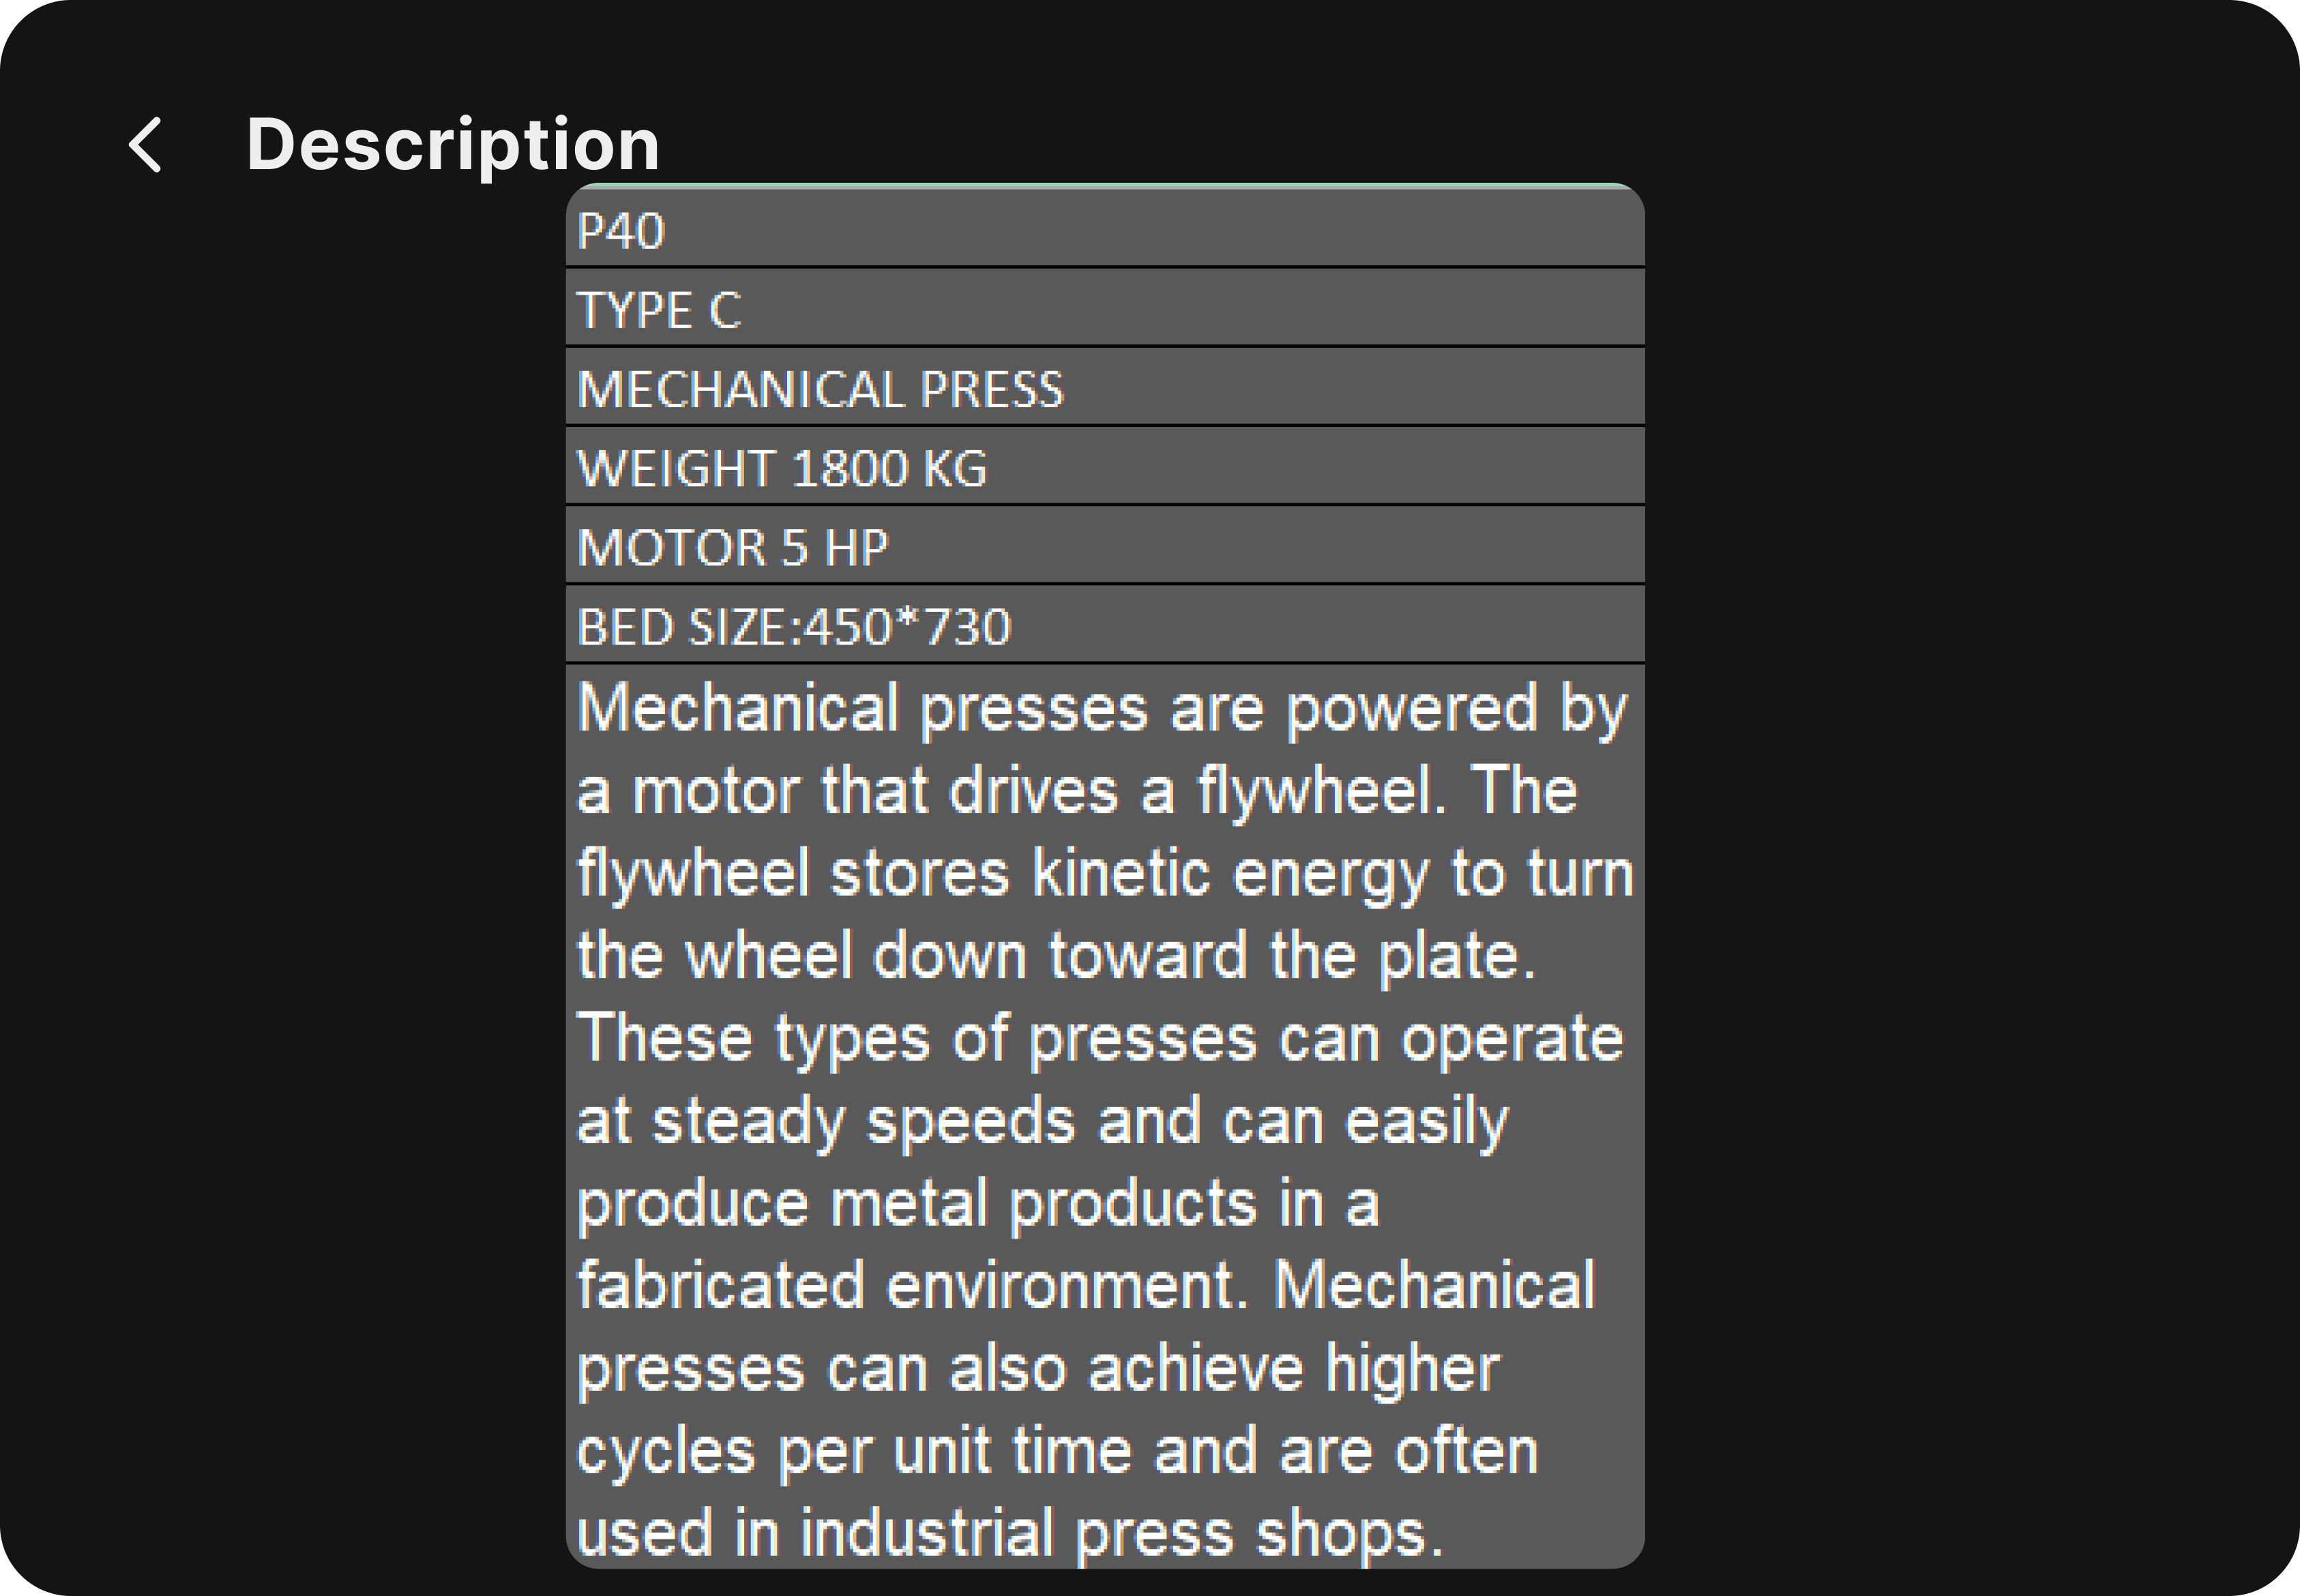 Description
P40
TYPE C
MECHANICAL PRESS
WEIGHT 1800 KG
MOTOR 5 HP
BED SIZE:450*730
Mechanical presses are powered by
a motor that drives a flywheel. The
flywheel stores kinetic energy to turn
the wheel down toward the plate.
These types of presses can operate
at steady speeds and can easily
produce metal products in a
fabricated environment. Mechanical
presses can also achieve higher
cycles per unit time and are often
used in industrial press shops.